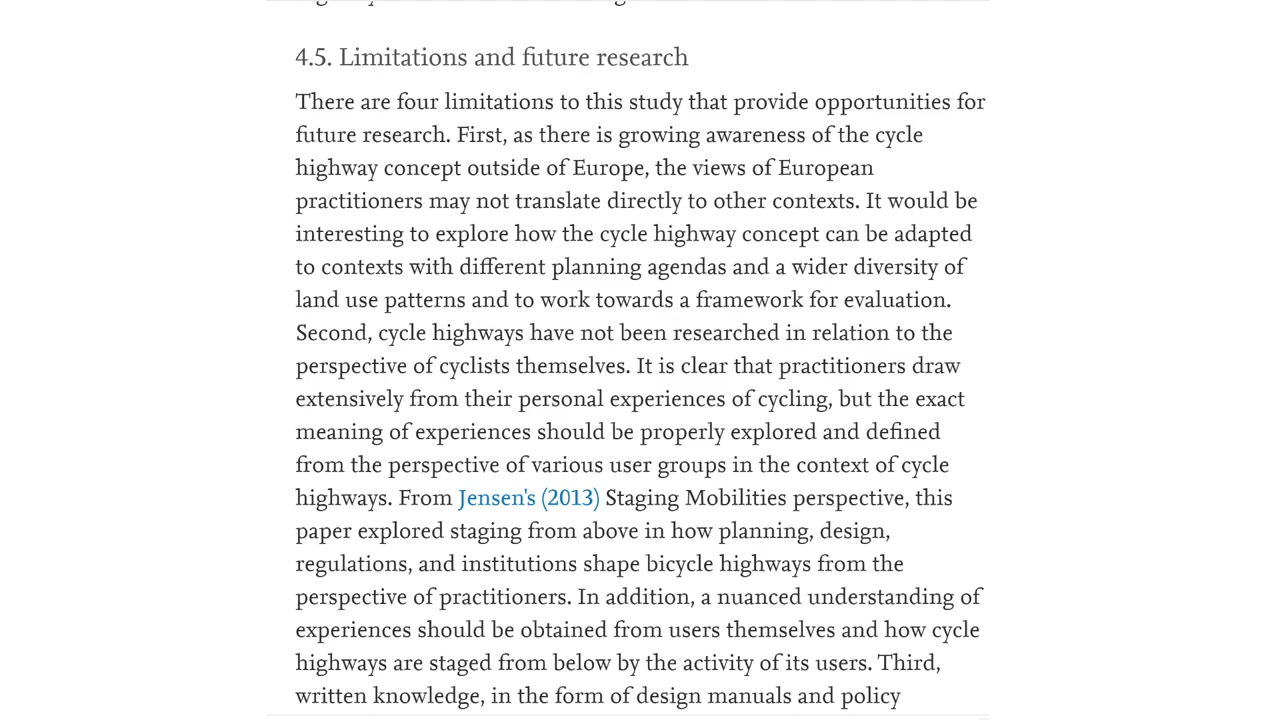 4.5. Limitations and future research
There are four limitations to this study that provide opportunities for
future research. First, as there is growing awareness of the cycle
highway concept outside of Europe, the views of European
practitioners may not translate directly to other contexts. It would be
interesting to explore how the cycle highway concept can be adapted
to contexts with different planning agendas and a wider diversity of
land use patterns and to work towards a framework for evaluation.
Second, cycle highways have not been researched in relation to the
perspective of cyclists themselves. It is clear that practitioners draw
extensively from their personal experiences of cycling, but the exact
meaning of experiences should be properly explored and defined
from the perspective of various user groups in the context of cycle
highways. From Jensen's (2013) Staging Mobilities perspective, this
paper explored staging from above in how planning, design,
regulations, and institutions shape bicycle highways from the
perspective of practitioners. In addition, a nuanced understanding of
experiences should be obtained from users themselves and how cycle
highways are staged from below by the activity of its users. Third,
written knowledge, in the form of design manuals and policy